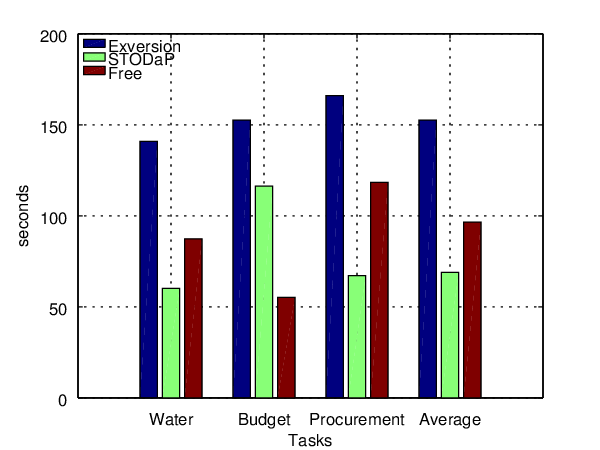 200
150
100
50
0
seconds
Exversion
STODaP
Free
Water Budget Procurement Average
Tasks